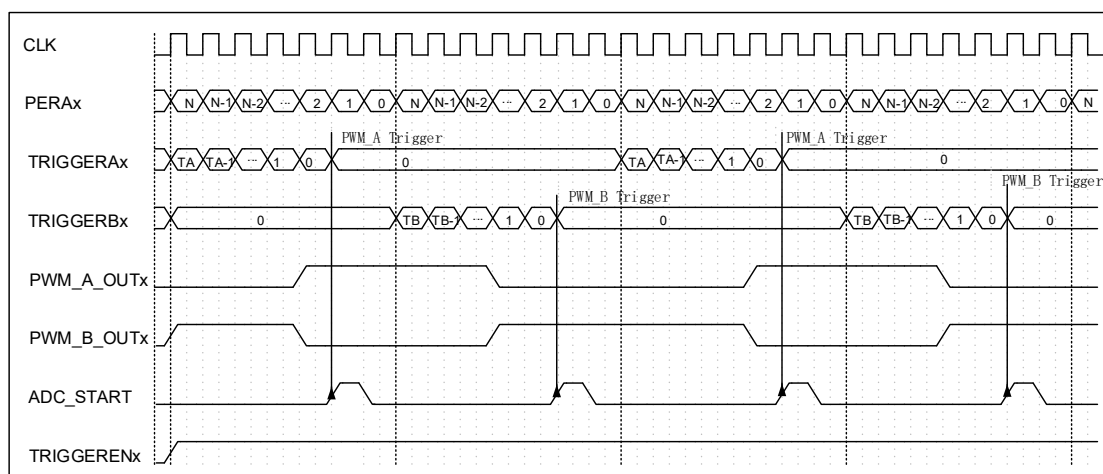 CLK
PERAx N N-1 N-2 ... 2 1 0 N N-1 N-2 ... 2 1 0 N N-1 N-2 ... 2 1 0 N N-1 N-2 ... 2 1 0 N
PWM_A Trigger PWM_A Trigger
TRIGGERAx TA TA-1 ... 1 0 0 TA TA-1 ... 1 0 0
PWM_B Trigger PWM_B Trigger
TRIGGERBx 0 TB TB-1 ... 1 0 0 TB TB-1 ... 1 0 0
PWM_A_OUTx
PWM_B_OUTx
ADC_START
TRIGGERENx